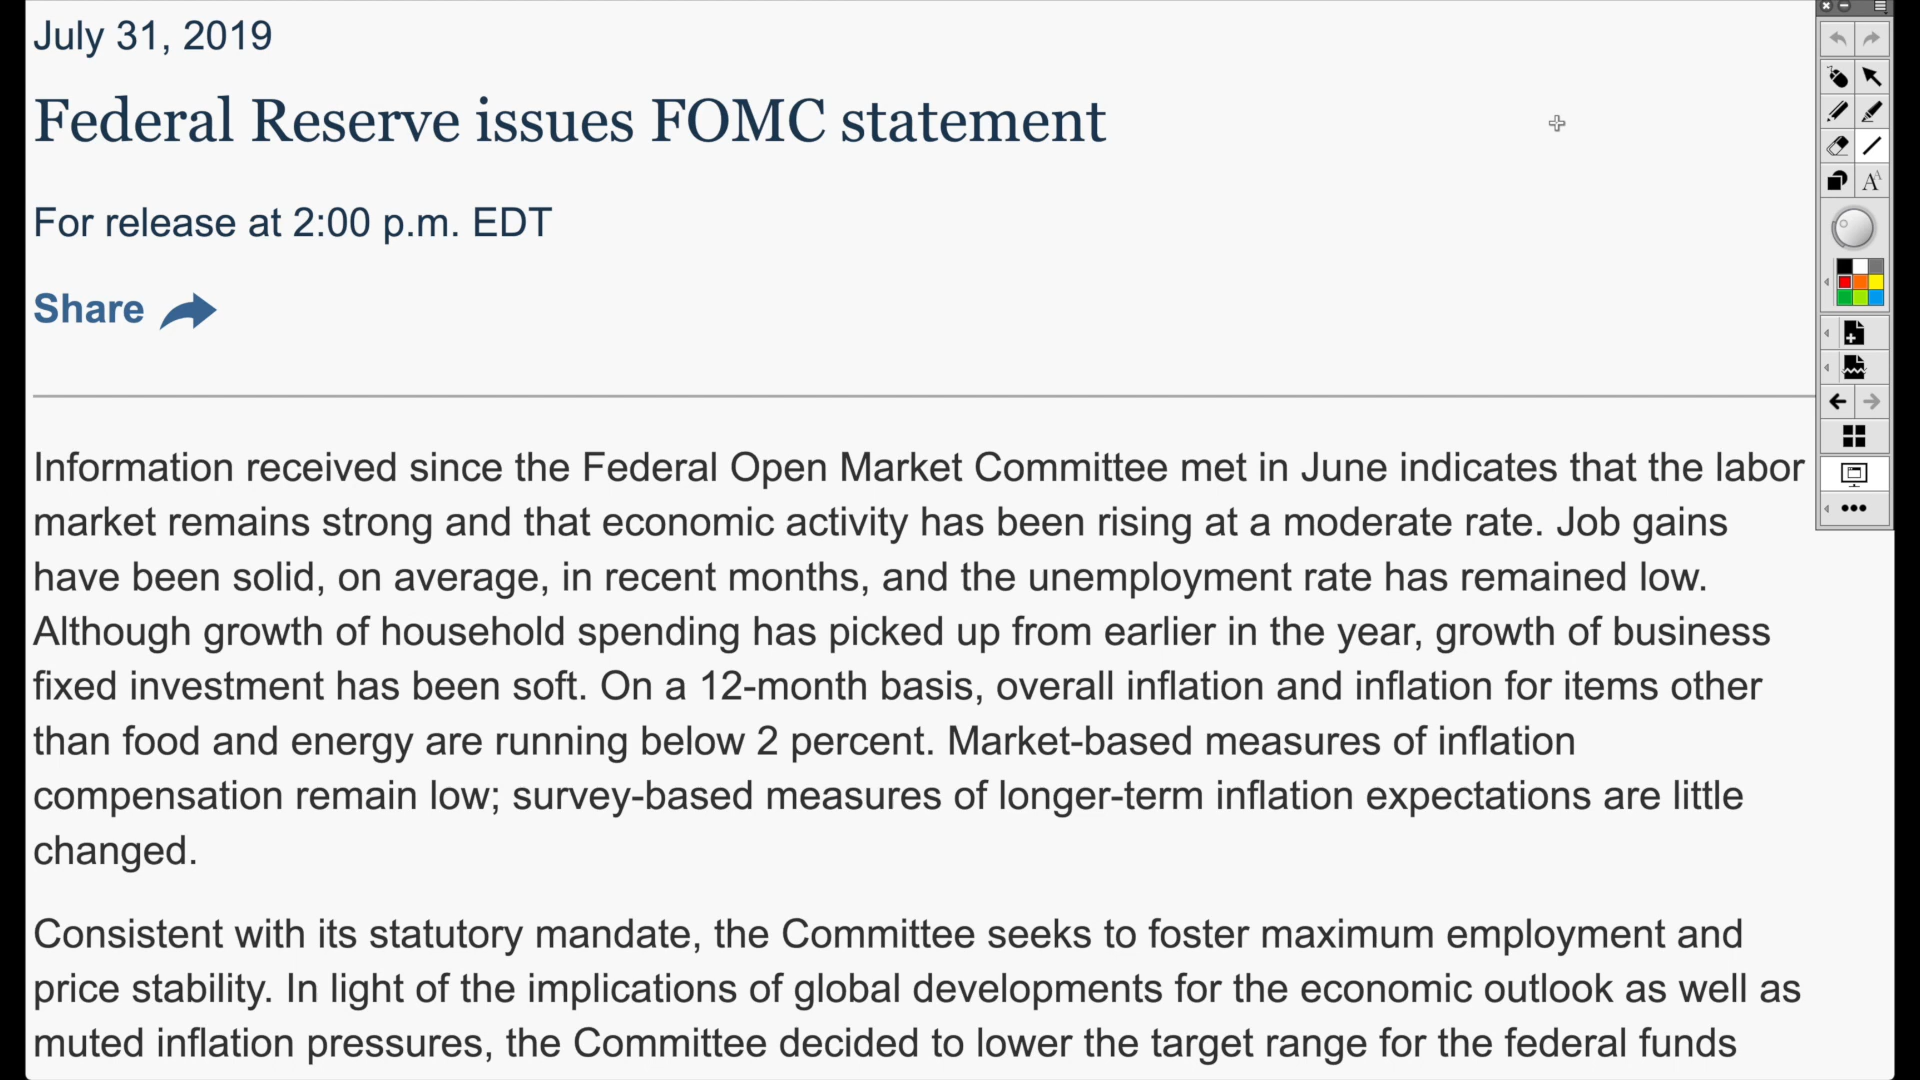 July 31, 2019
Federal Reserve issues FOMC statement
For release at 2:00 p.m. EDT
Share
Information received since the Federal Open Market Committee met in June indicates that the labor
market remains strong and that economic activity has been rising at a moderate rate. Job gains
have been solid, on average, in recent months, and the unemployment rate has remained low.
Although growth of household spending has picked up from earlier in the year, growth of business
fixed investment has been soft. On a 12-month basis, overall inflation and inflation for items other
than food and energy are running below 2 percent. Market-based measures of inflation
compensation remain low; survey-based measures of longer-term inflation expectations are little
changed.
Consistent with its statutory mandate, the Committee seeks to foster maximum employment and
price stability. In light of the implications of global developments for the economic outlook as well as
muted inflation pressures, the Committee decided to lower the target range for the federal funds